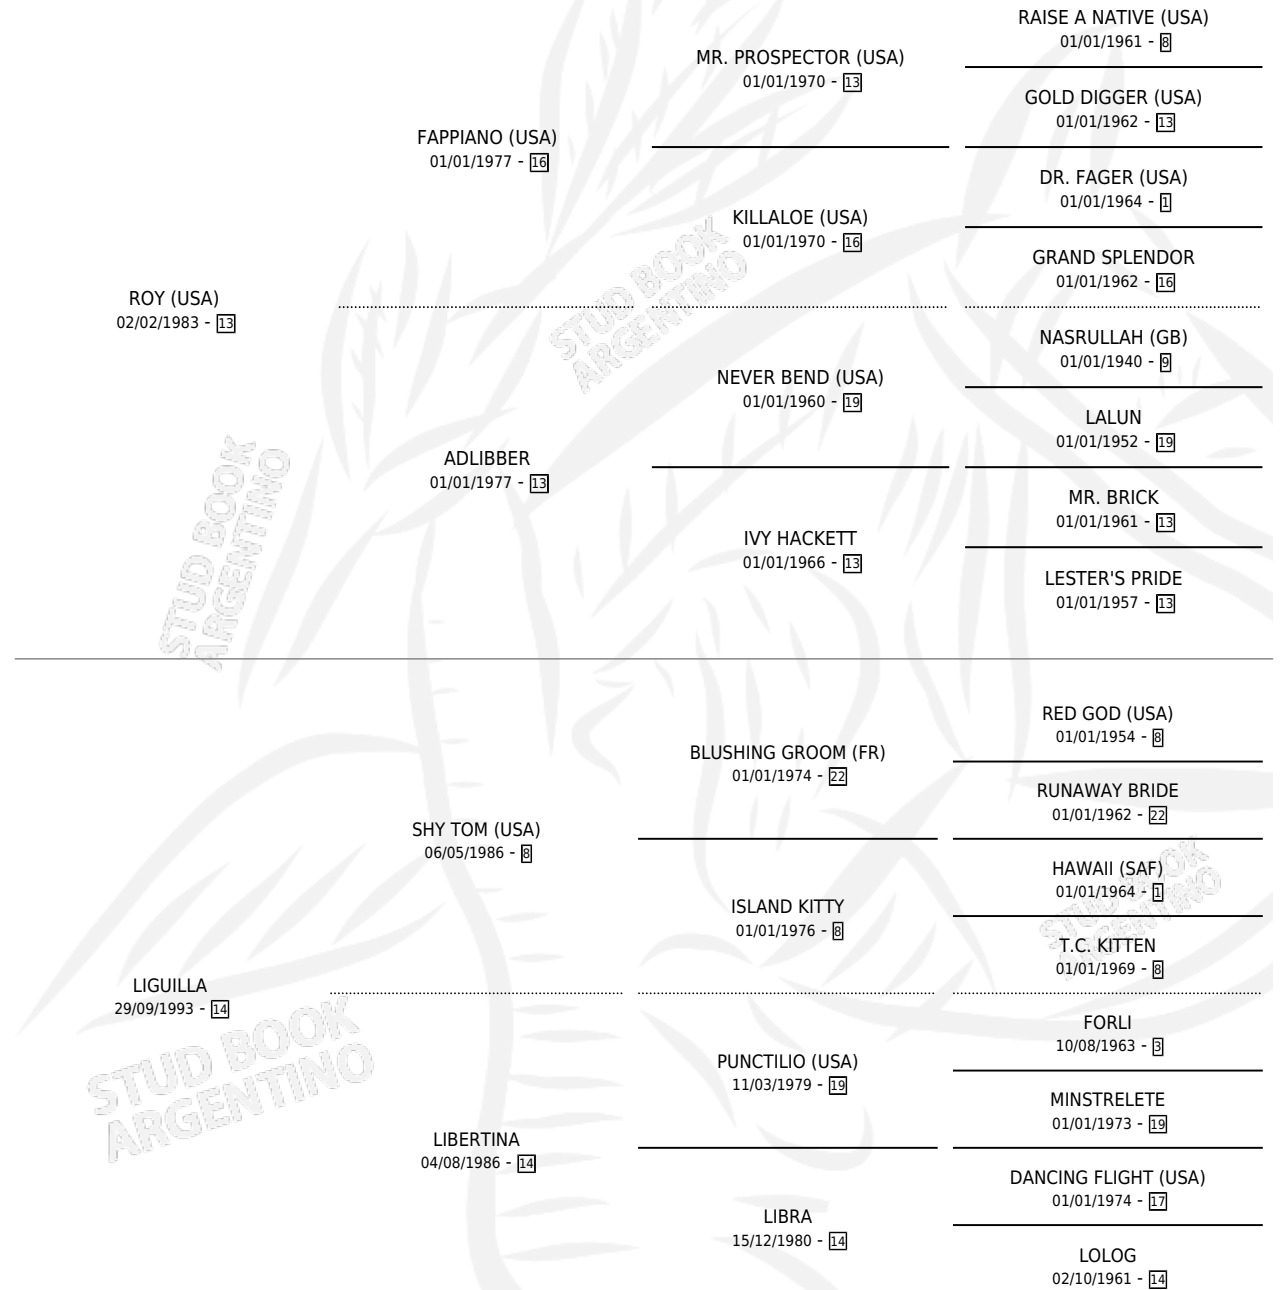 RAISE A NATIVE (USA)
01/01/1961 - 8
MR. PROSPECTOR (USA)
01/01/1970 - 13
GOLD DIGGER (USA)
01/01/1962 - 13
FAPPIANO (USA)
01/01/1977 - 16
DR. FAGER (USA)
01/01/1964 - 1
KILLALOE (USA)
01/01/1970 - 16
GRAND SPLENDOR
01/01/1962 - 16
ROY (USA)
02/02/1983 - 13
STUD BOOK
ARGENTINO
NASRULLAH (GB)
01/01/1940 - 9
NEVER BEND (USA)
01/01/1960 - 19
LALUN
01/01/1952 - 19
ADLIBBER
01/01/1977 - 13
MR. BRICK
01/01/1961 - 13
IVY HACKETT
01/01/1966 - 13
LESTER'S PRIDE
01/01/1957 - 13
STUD BOOK
ARGENTINO
RED GOD (USA)
01/01/1954 - 8
BLUSHING GROOM (FR)
01/01/1974 - 22
RUNAWAY BRIDE
01/01/1962 - 22
SHY TOM (USA)
06/05/1986 - 8
HAWAII (SAF)
01/01/1964 - 1
ISLAND KITTY
01/01/1976 - 8
STUD BOOK
ARGENTINO
T.C. KITTEN
01/01/1969 - 8
LIGUILLA
29/09/1993 - 14
STUD BOOK
ARGENTINO
FORLI
10/08/1963 - 3
PUNCTILIO (USA)
11/03/1979 - 19
MINSTRELETE
01/01/1973 - 19
LIBERTINA
04/08/1986 - 14
DANCING FLIGHT (USA)
01/01/1974 - 17
LIBRA
15/12/1980 - 14
LOLOG
02/10/1961 - 14